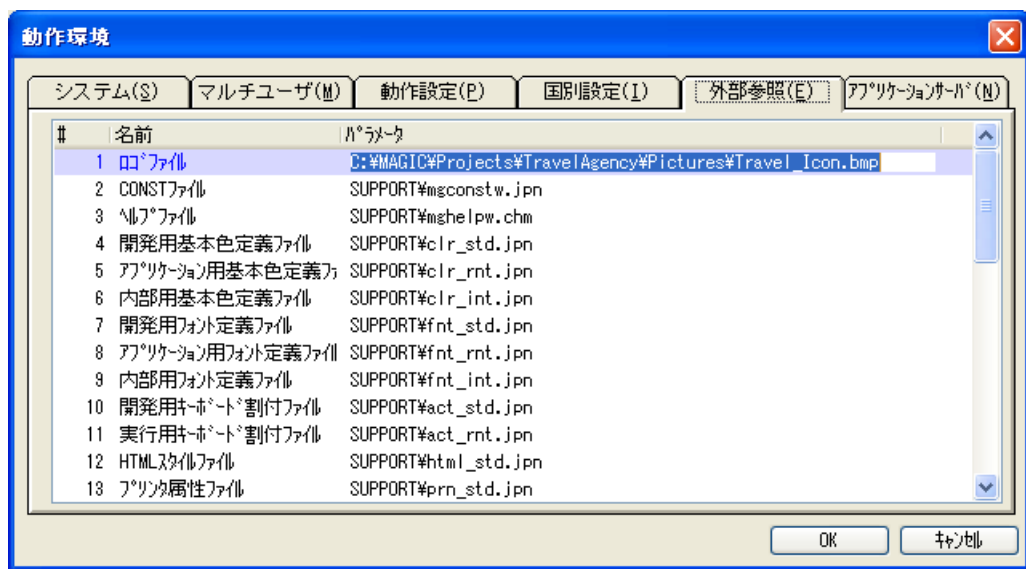 動作環境
システム(S) マルチユーザ(M) 動作設定(P) 国別設定(I) 外部参照(E) アプリケーションサーバ(N)
# 名前 パラメータ
1 ロゴファイル C:¥MAGIC¥Projects¥TravelAgency¥Pictures¥Travel_Icon.bmp
2 CONSTファイル SUPPORT¥mgconstw.jpn
3 ヘルプファイル SUPPORT¥mghelpw.chm
4 開発用基本色定義ファイル SUPPORT¥clr_std.jpn
5 アプリケーション用基本色定義フ SUPPORT¥clr_rnt.jpn
6 内部用基本色定義ファイル SUPPORT¥clr_int.jpn
7 開発用フォント定義ファイル SUPPORT¥fnt_std.jpn
8 アプリケーション用フォント定義ファイル SUPPORT¥fnt_rnt.jpn
9 内部用フォント定義ファイル SUPPORT¥fnt_int.jpn
10 開発用キーボード割付ファイル SUPPORT¥act_std.jpn
11 実行用キーボード割付ファイル SUPPORT¥act_rnt.jpn
12 HTMLスタイルファイル SUPPORT¥html_std.jpn
13 プリンタ属性ファイル SUPPORT¥prn_std.jpn
OK キャンセル